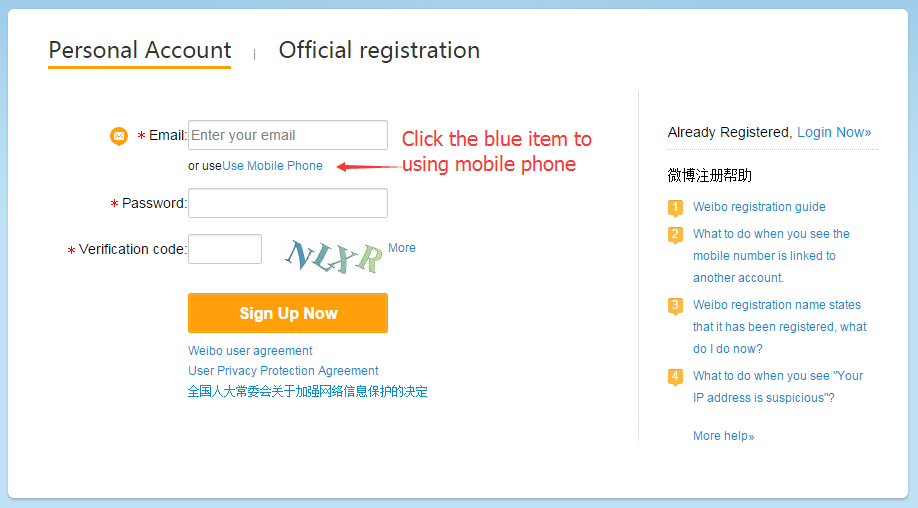 Personal Account | Official registration
* Email: Enter your email
or useUse Mobile Phone
Click the blue item to
using mobile phone
* Password:
* Verification code: NLXR More
Sign Up Now
Weibo user agreement
User Privacy Protection Agreement
全国人大常委会关于加强网络信息保护的决定
Already Registered, Login Now»
微博注册帮助
1 Weibo registration guide
2 What to do when you see the
mobile number is linked to
another account.
3 Weibo registration name states
that it has been registered, what
do I do now?
4 What to do when you see "Your
IP address is suspicious"?
More help»